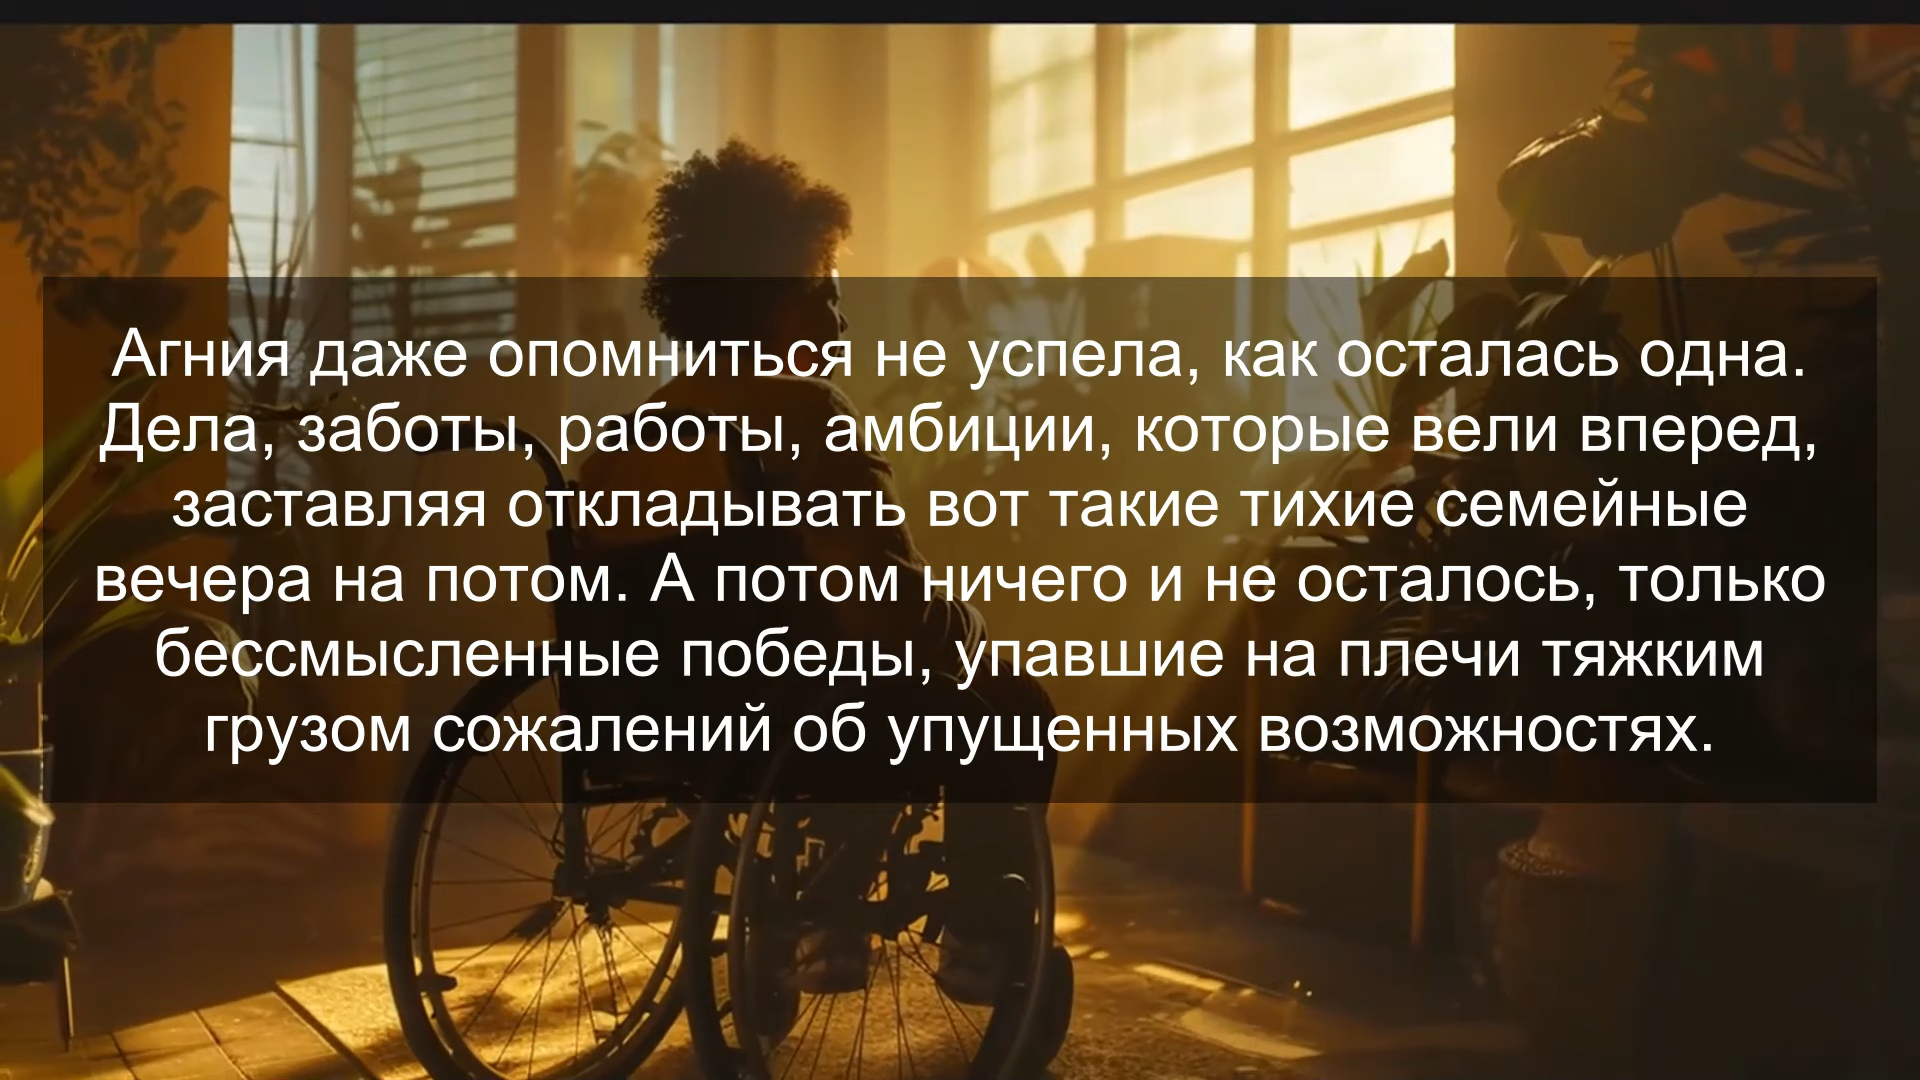 Агния даже опомниться не успела, как осталась одна.
Дела, заботы, работы, амбиции, которые вели вперед,
заставляя откладывать вот такие тихие семейные
вечера на потом. А потом ничего и не осталось, только
бессмысленные победы, упавшие на плечи тяжким
грузом сожалений об упущенных возможностях.